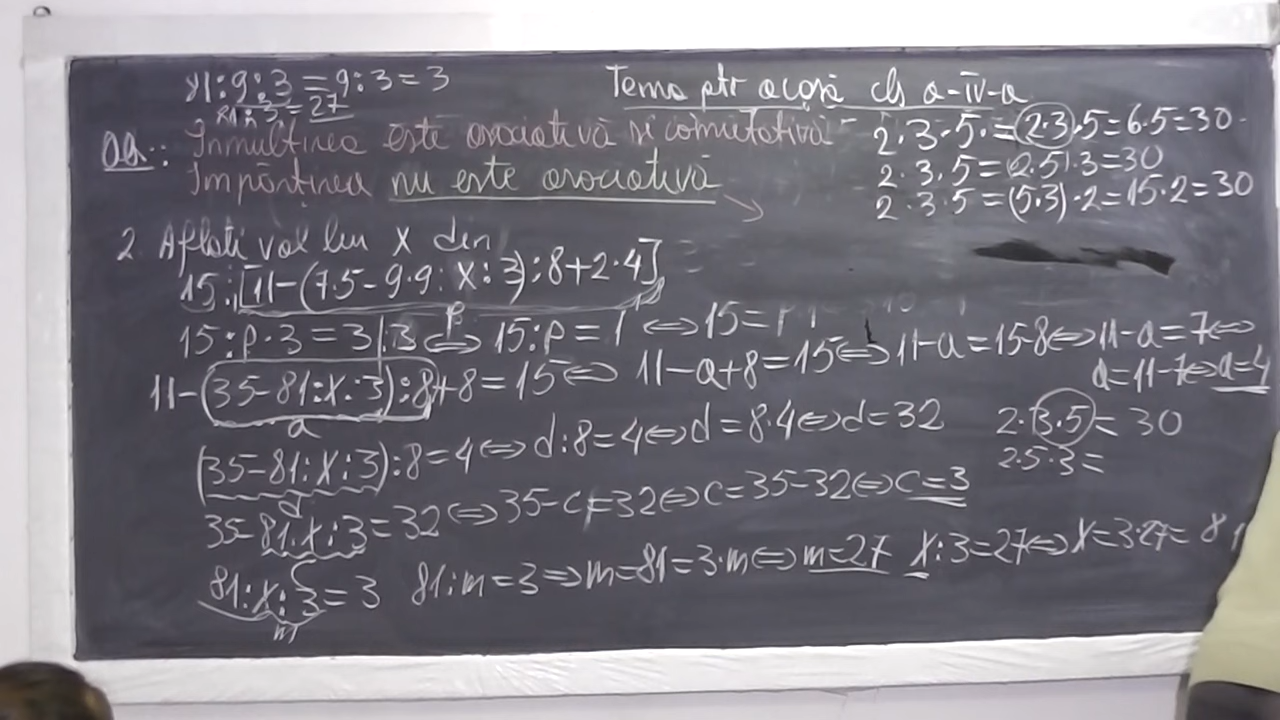 81:9:3=9:3=3
81:3=27
Tema ptr acasă cls a-IV-a
Înmulțirea este asociativă si comutativă
Împărțirea nu este asociativă
2·3·5·=(2·3)·5=6·5=30
2·3·5=(2·5)·3=30
2·3·5=(5·3)·2=15·2=30
2. Aflati val lui X din
15:[11-(7·5-9·9:X:3):8+2·4]
p
15:p·3=3|:3 ⇔ 15:p=1 ⇔ 15=p
11-(35-81:X:3):8+8=15 ⇔ 11-a+8=15 ⇔ 11-a=15-8 ⇔ 11-a=7 ⇔
a=11-7 ⇔ a=4
a
(35-81:X:3):8=4 ⇔ d:8=4 ⇔ d=8·4 ⇔ d=32
d
2·(3·5)=30
2·5·3=
35-81:X:3=32 ⇔ 35-c=32 ⇔ c=35-32 ⇔ c=3
c
81:X:3=3 81:m=3 ⇒ m=81=3·m ⇔ m=27 X:3=27 ⇔ X=3·27=81
m